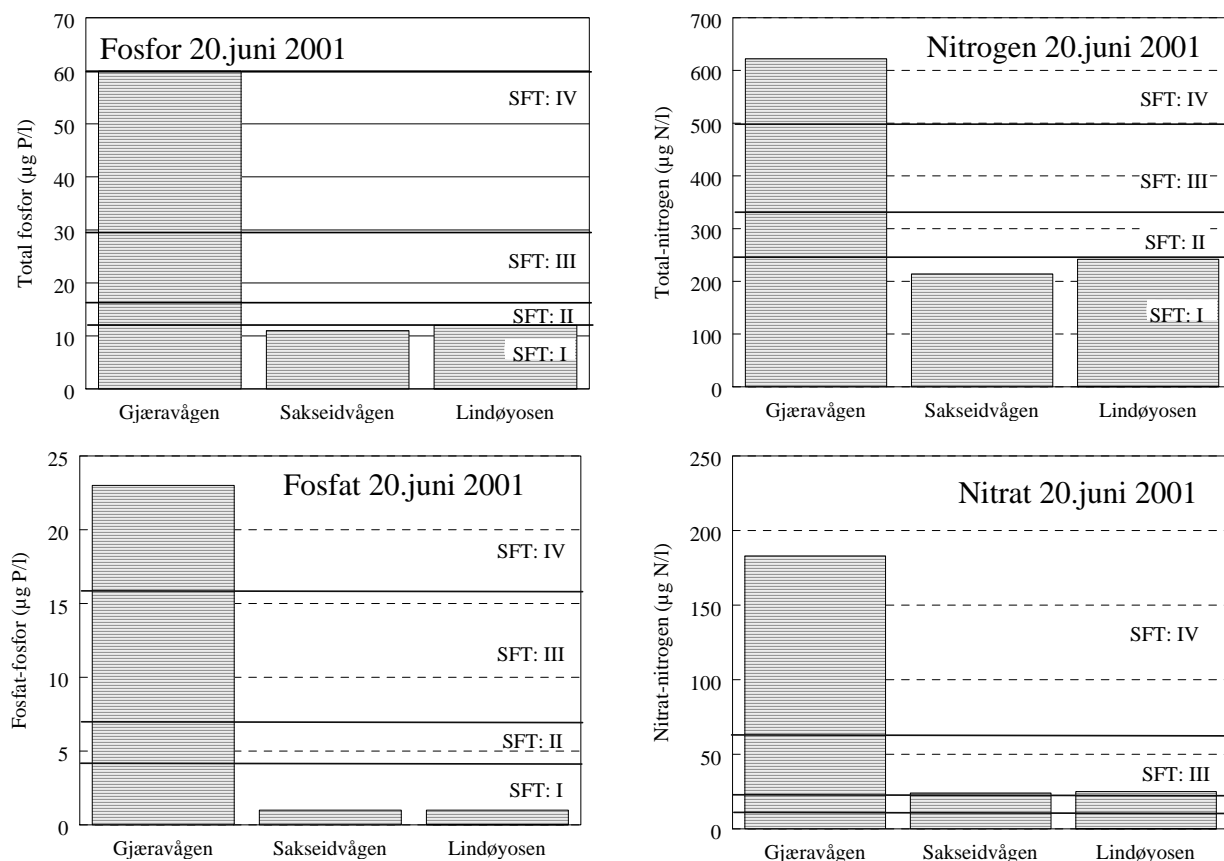 Fosfor 20.juni 2001
Total fosfor (µg P/l)
70
60
50
40
30
20
10
0
SFT: IV
SFT: III
SFT: II
SFT: I
Gjæravågen Sakseidvågen Lindøyosen
Nitrogen 20.juni 2001
Total-nitrogen (µg N/l)
700
600
500
400
300
200
100
0
SFT: IV
SFT: III
SFT: II
SFT: I
Gjæravågen Sakseidvågen Lindøyosen
Fosfat 20.juni 2001
Fosfat-fosfor (µg P/l)
25
20
15
10
5
0
SFT: IV
SFT: III
SFT: II
SFT: I
Gjæravågen Sakseidvågen Lindøyosen
Nitrat 20.juni 2001
Nitrat-nitrogen (µg N/l)
250
200
150
100
50
0
SFT: IV
SFT: III
Gjæravågen Sakseidvågen Lindøyosen